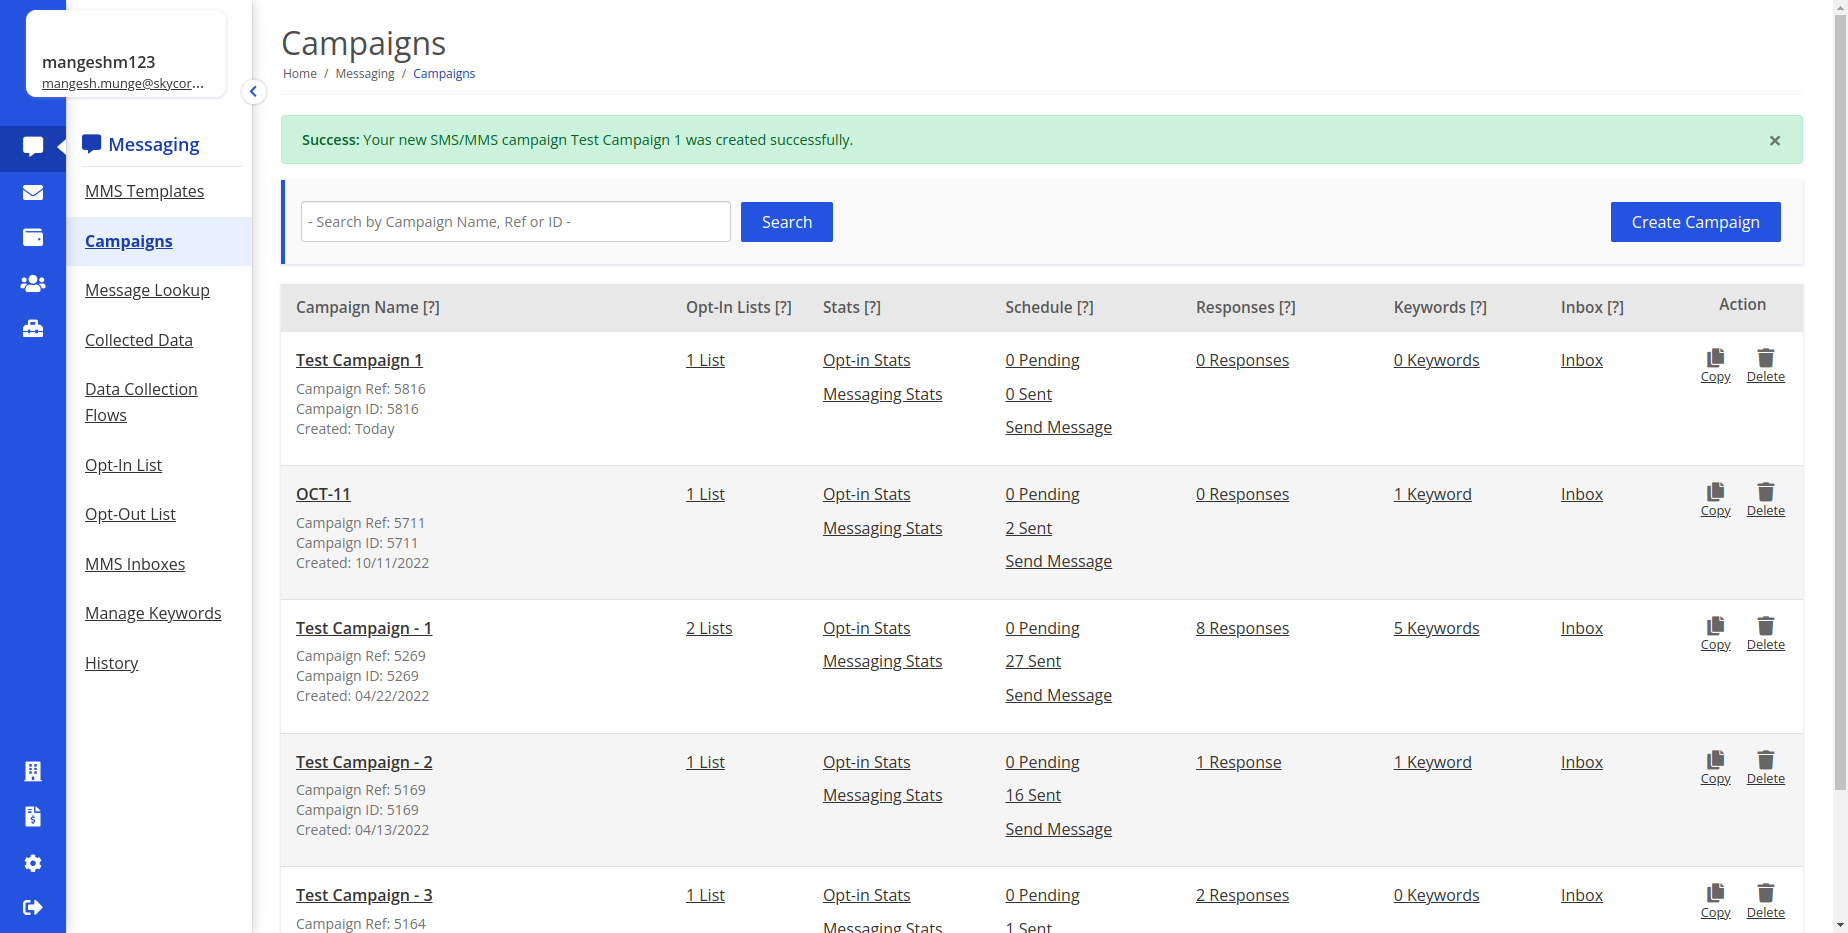 mangeshm123
mangesh.munge@skycor...
Messaging
MMS Templates
Campaigns
Message Lookup
Collected Data
Data Collection
Flows
Opt-In List
Opt-Out List
MMS Inboxes
Manage Keywords
History
Campaigns
Home / Messaging / Campaigns
Success: Your new SMS/MMS campaign Test Campaign 1 was created successfully. ×
- Search by Campaign Name, Ref or ID - Search Create Campaign
Campaign Name [?] Opt-In Lists [?] Stats [?] Schedule [?] Responses [?] Keywords [?] Inbox [?] Action
Test Campaign 1 1 List Opt-in Stats 0 Pending 0 Responses 0 Keywords Inbox
Copy Delete
Campaign Ref: 5816 Messaging Stats 0 Sent
Campaign ID: 5816
Created: Today Send Message
OCT-11 1 List Opt-in Stats 0 Pending 0 Responses 1 Keyword Inbox
Copy Delete
Campaign Ref: 5711 Messaging Stats 2 Sent
Campaign ID: 5711
Created: 10/11/2022 Send Message
Test Campaign - 1 2 Lists Opt-in Stats 0 Pending 8 Responses 5 Keywords Inbox
Copy Delete
Campaign Ref: 5269 Messaging Stats 27 Sent
Campaign ID: 5269
Created: 04/22/2022 Send Message
Test Campaign - 2 1 List Opt-in Stats 0 Pending 1 Response 1 Keyword Inbox
Copy Delete
Campaign Ref: 5169 Messaging Stats 16 Sent
Campaign ID: 5169
Created: 04/13/2022 Send Message
Test Campaign - 3 1 List Opt-in Stats 0 Pending 2 Responses 0 Keywords Inbox
Copy Delete
Campaign Ref: 5164 Messaging Stats 1 Sent